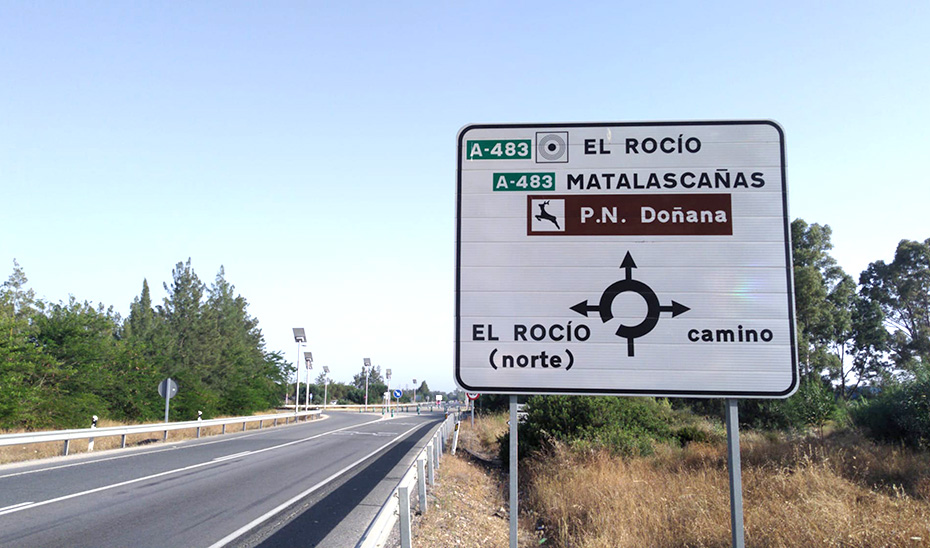 A-483 EL ROCÍO
A-483 MATALASCAÑAS
P.N. Doñana
EL ROCÍO
(norte)
camino